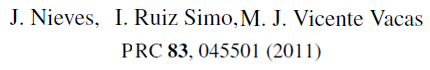 J. Nieves, I. Ruiz Simo,M. J. Vicente Vacas
PRC 83, 045501 (2011)